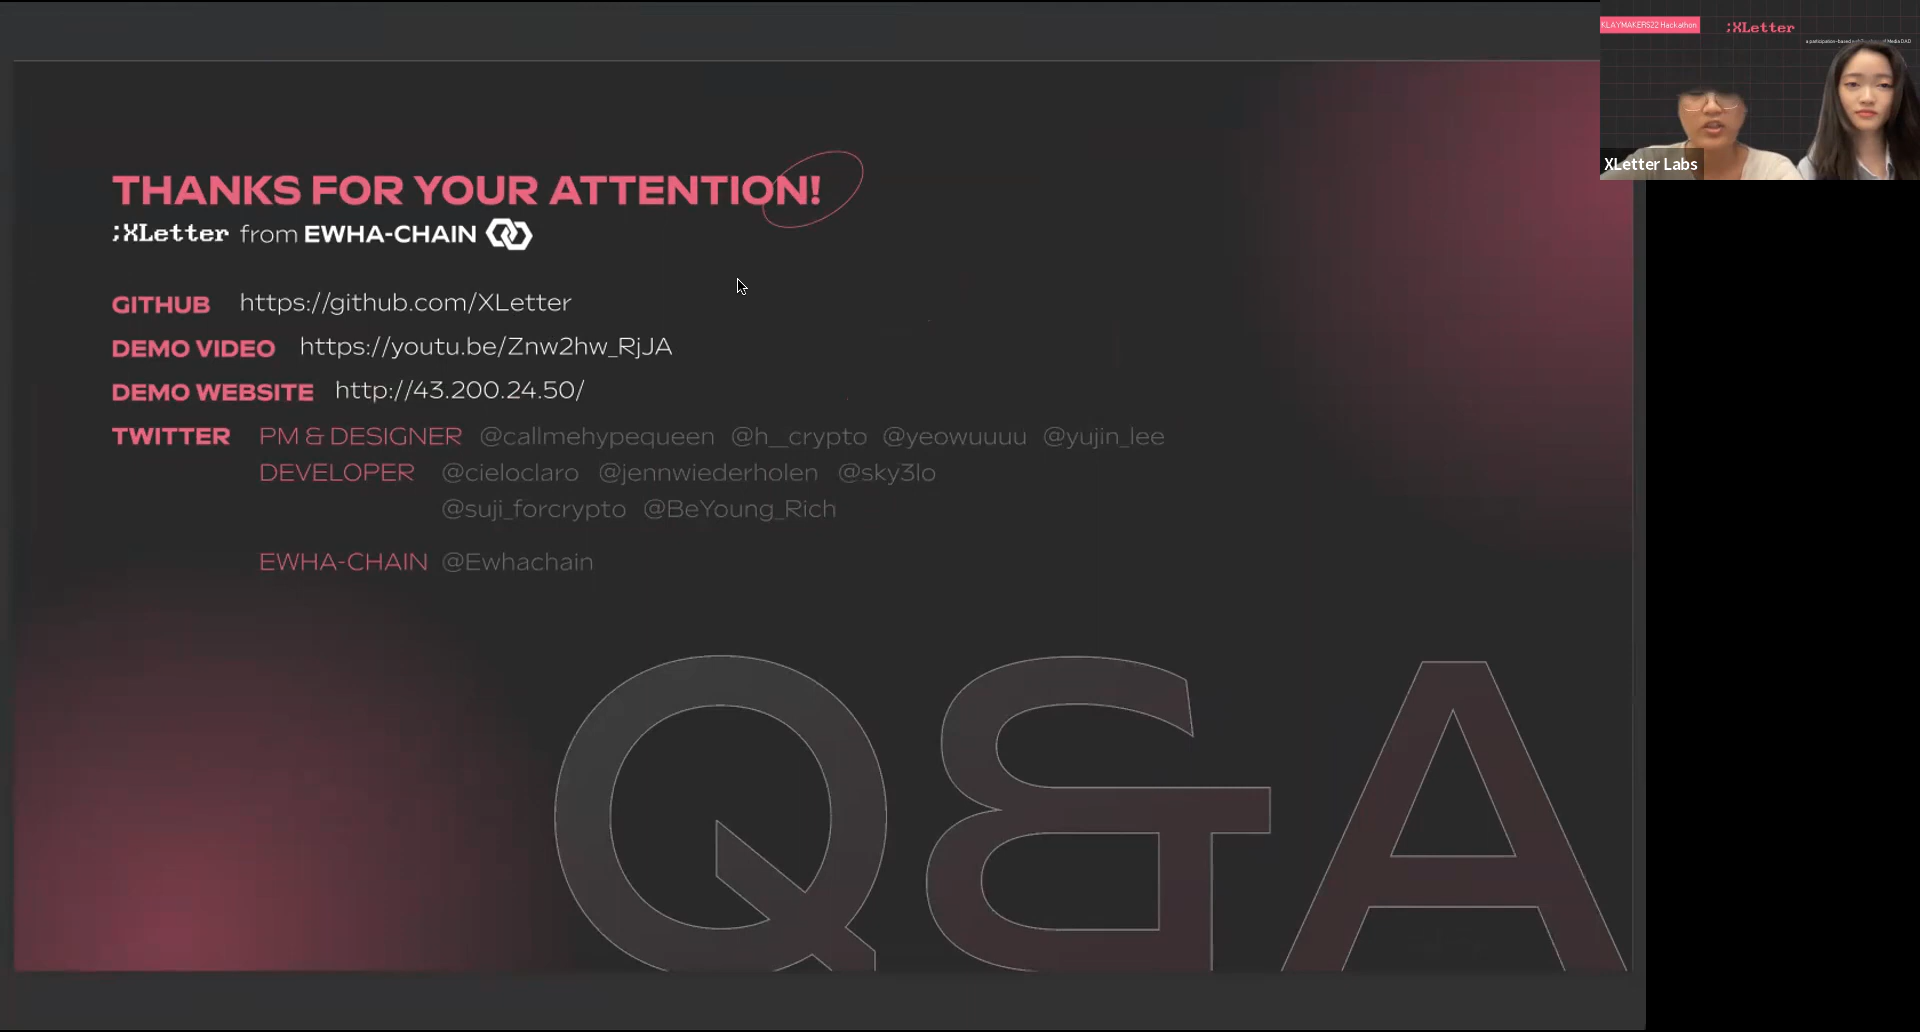 KLAYMAKERS22 Hackathon
;XLetter
XLetter Labs
THANKS FOR YOUR ATTENTION!
;XLetter from EWHA-CHAIN
GITHUB https://github.com/XLetter
DEMO VIDEO https://youtu.be/Znw2hw_RjJA
DEMO WEBSITE http://43.200.24.50/
TWITTER PM & DESIGNER @callmehypequeen @h__crypto @yeowuuuu @yujin_lee
DEVELOPER @cieloclaro @jennwiederholen @sky3lo
@suji_forcrypto @BeYoung_Rich
EWHA-CHAIN @Ewhachain
Q&A